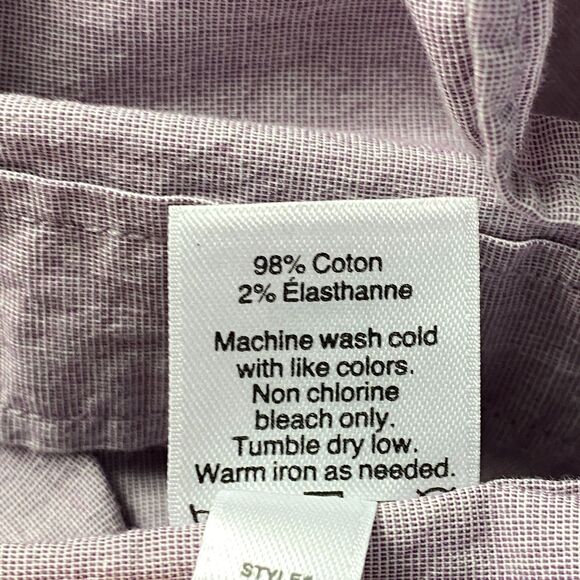 98% Coton
2% Élasthanne
Machine wash cold
with like colors.
Non chlorine
bleach only.
Tumble dry low.
Warm iron as needed.
STYLE#